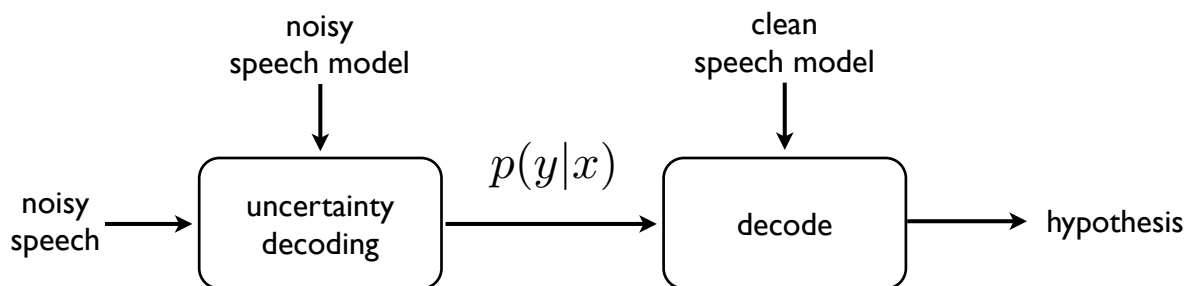 noisy
speech model
clean
speech model
p(y|x)
noisy
speech
uncertainty
decoding
decode
hypothesis